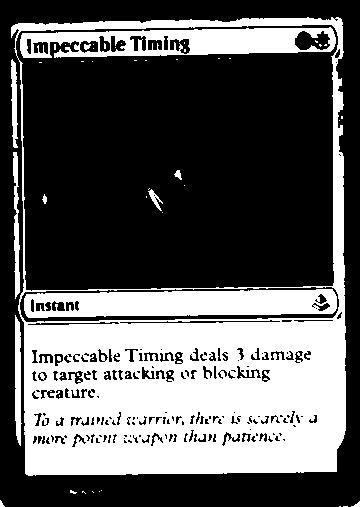 Impeccable Timing
Instant
Impeccable Timing deals 3 damage
to target attacking or blocking
creature.
To a trained warrior, there is scarcely a
more potent weapon than patience.